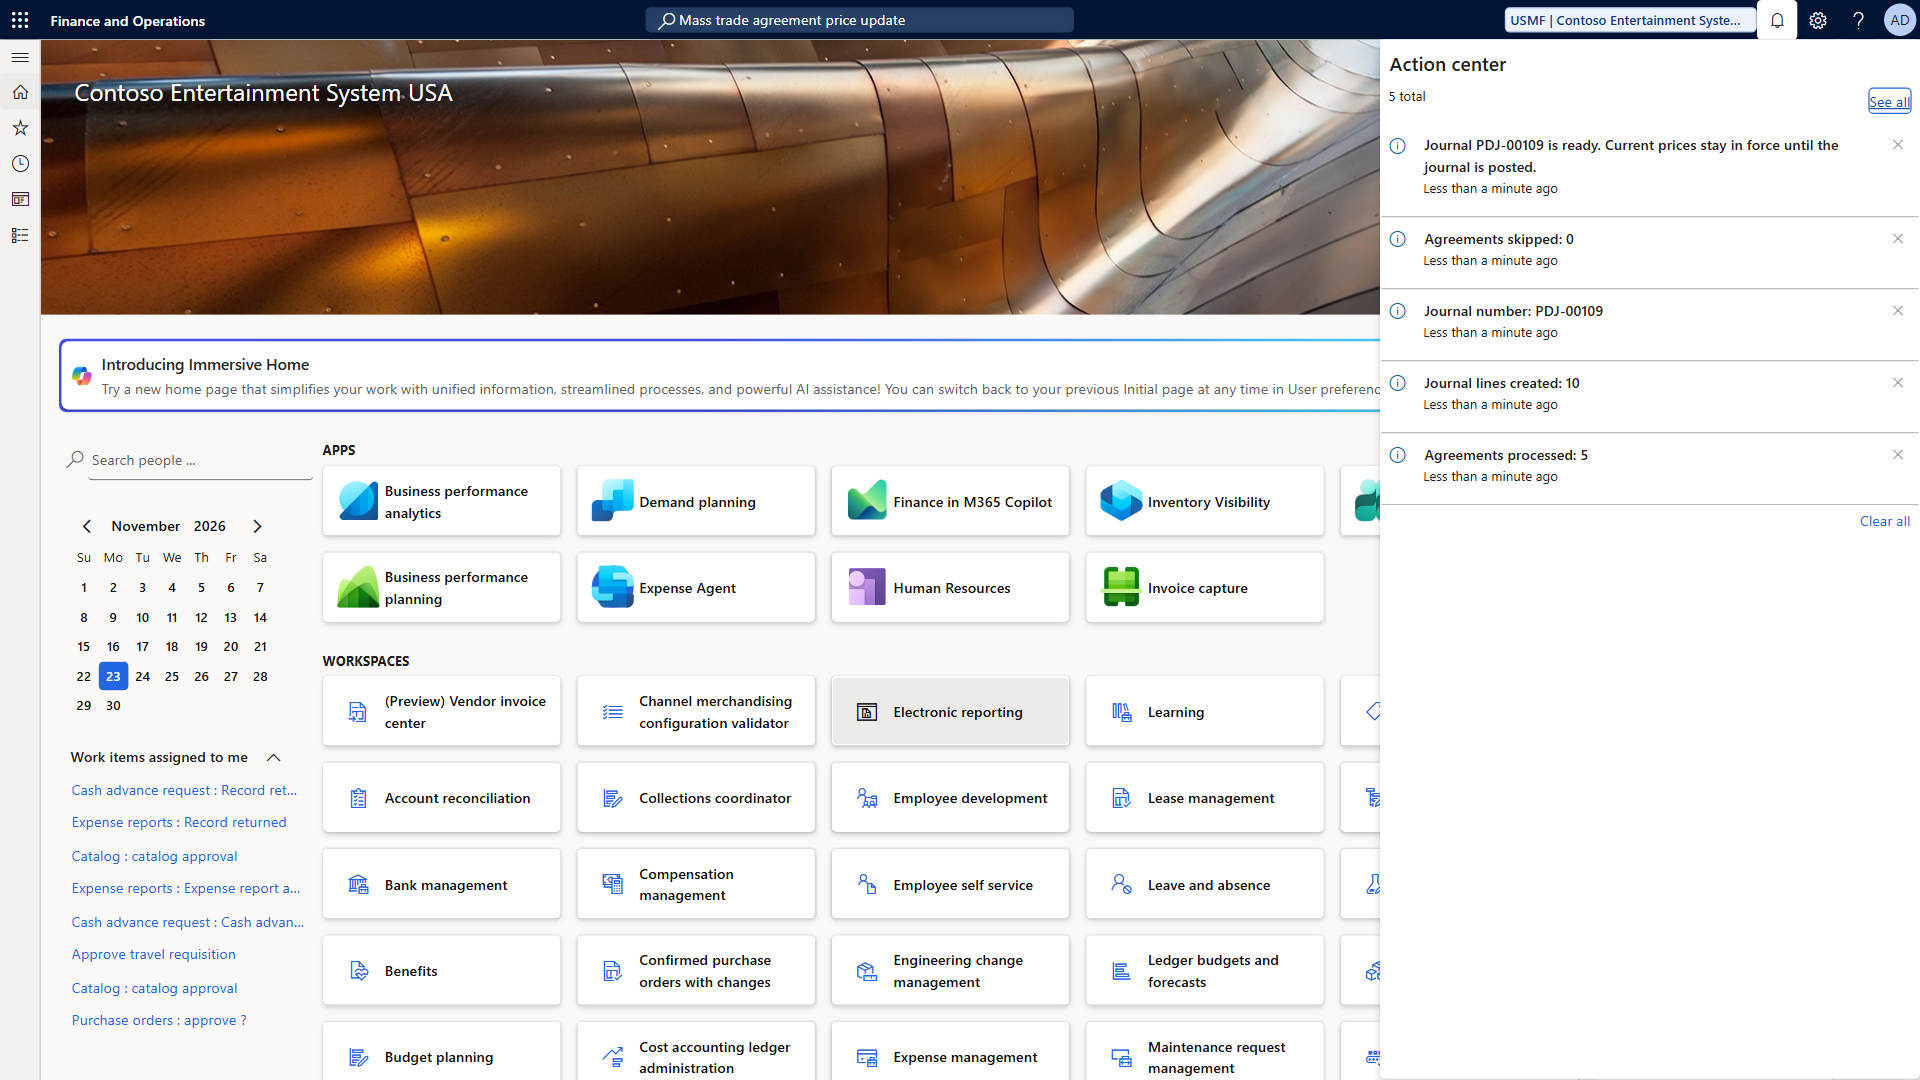 Finance and Operations
Mass trade agreement price update
USMF | Contoso Entertainment Syste...
AD
Contoso Entertainment System USA
Action center
5 total
See all
Journal PDJ-00109 is ready. Current prices stay in force until the
journal is posted.
Less than a minute ago
Agreements skipped: 0
Less than a minute ago
Journal number: PDJ-00109
Less than a minute ago
Journal lines created: 10
Less than a minute ago
Agreements processed: 5
Less than a minute ago
Clear all
Introducing Immersive Home
Try a new home page that simplifies your work with unified information, streamlined processes, and powerful AI assistance! You can switch back to your previous Initial page at any time in User preferenc
Search people ...
November 2026
Su Mo Tu We Th Fr Sa
1 2 3 4 5 6 7
8 9 10 11 12 13 14
15 16 17 18 19 20 21
22 23 24 25 26 27 28
29 30
Work items assigned to me
Cash advance request : Record ret...
Expense reports : Record returned
Catalog : catalog approval
Expense reports : Expense report a...
Cash advance request : Cash advan...
Approve travel requisition
Catalog : catalog approval
Purchase orders : approve ?
APPS
Business performance
analytics
Demand planning
Finance in M365 Copilot
Inventory Visibility
Business performance
planning
Expense Agent
Human Resources
Invoice capture
WORKSPACES
(Preview) Vendor invoice
center
Channel merchandising
configuration validator
Electronic reporting
Learning
Account reconciliation
Collections coordinator
Employee development
Lease management
Bank management
Compensation
management
Employee self service
Leave and absence
Benefits
Confirmed purchase
orders with changes
Engineering change
management
Ledger budgets and
forecasts
Budget planning
Cost accounting ledger
administration
Expense management
Maintenance request
management